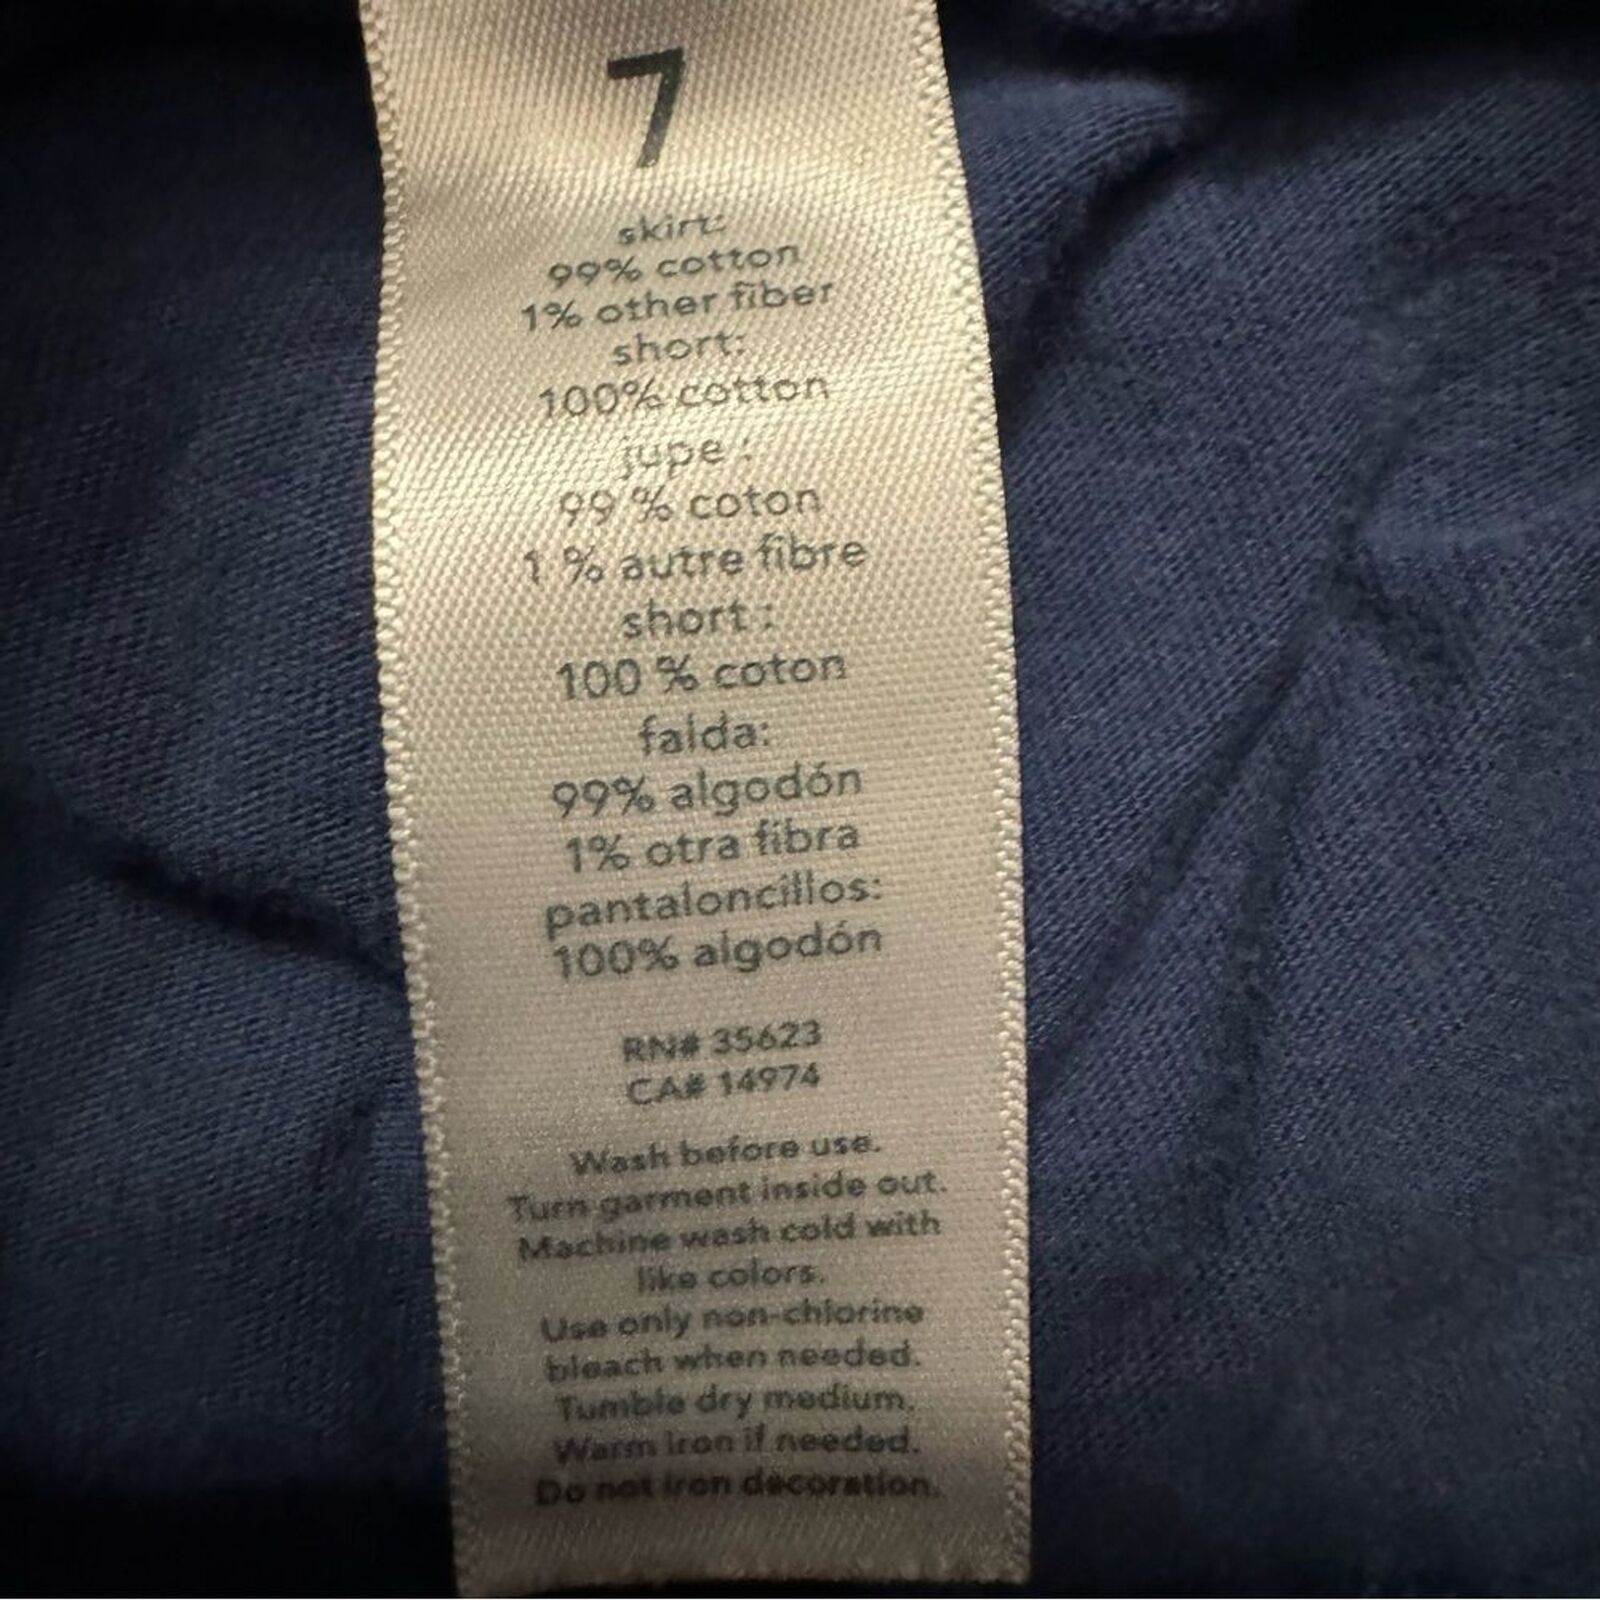 7
skirt:
99% cotton
1% other fiber
short:
100% cotton
jupe :
99 % coton
1 % autre fibre
short :
100 % coton
falda:
99% algodón
1% otra fibra
pantaloncillos:
100% algodón
RN# 35623
CA# 14974
Wash before use.
Turn garment inside out.
Machine wash cold with
like colors.
Use only non-chlorine
bleach when needed.
Tumble dry medium.
Warm iron if needed.
Do not iron decoration.